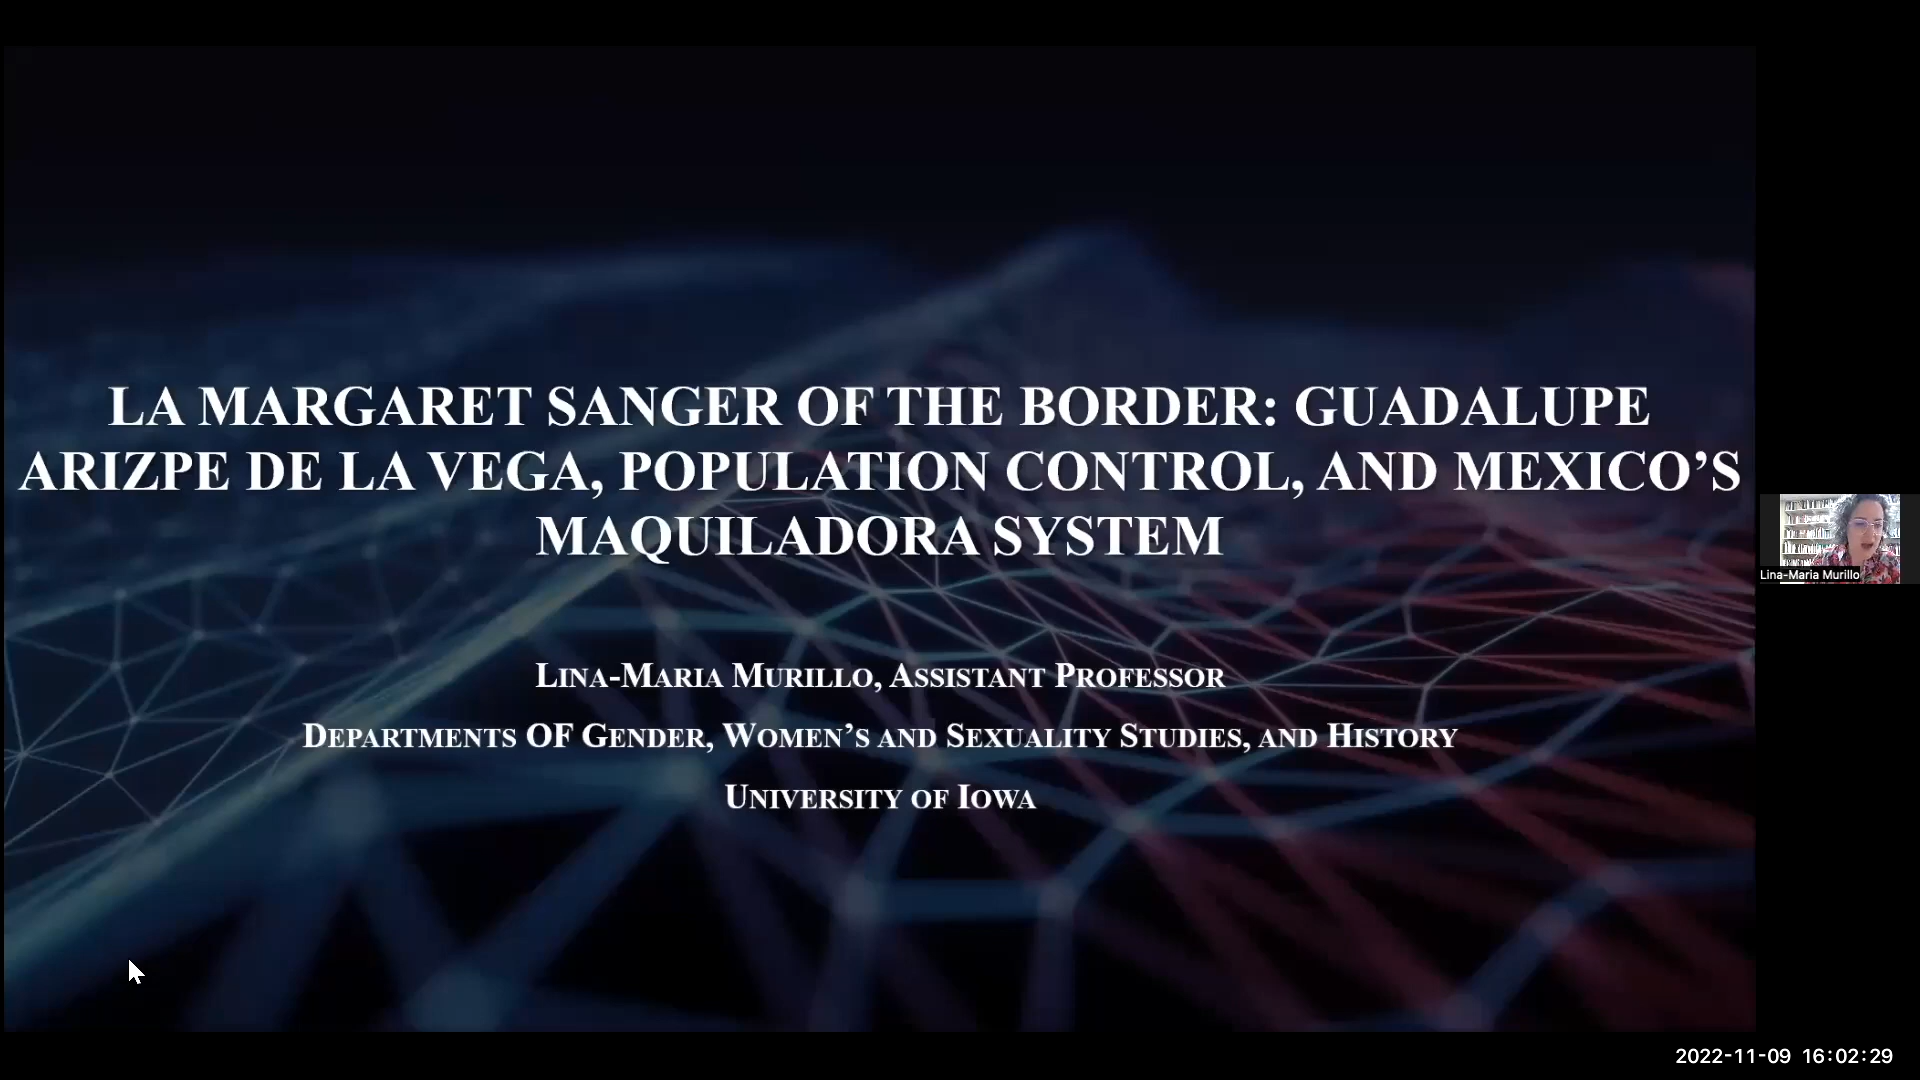 LA MARGARET SANGER OF THE BORDER: GUADALUPE
ARIZPE DE LA VEGA, POPULATION CONTROL, AND MEXICO’S
MAQUILADORA SYSTEM
LINA-MARIA MURILLO, ASSISTANT PROFESSOR
DEPARTMENTS OF GENDER, WOMEN’S AND SEXUALITY STUDIES, AND HISTORY
UNIVERSITY OF IOWA
Lina-Maria Murillo
2022-11-09 16:02:29